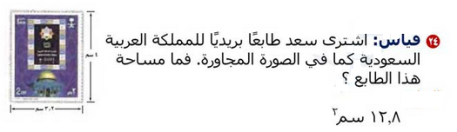 ٢٤ قياس: اشترى سعد طابعًا بريديًا للمملكة العربية
السعودية كما في الصورة المجاورة. فما مساحة
هذا الطابع ؟
١٢,٨ سم٢
٤ سم
٣,٢ سم